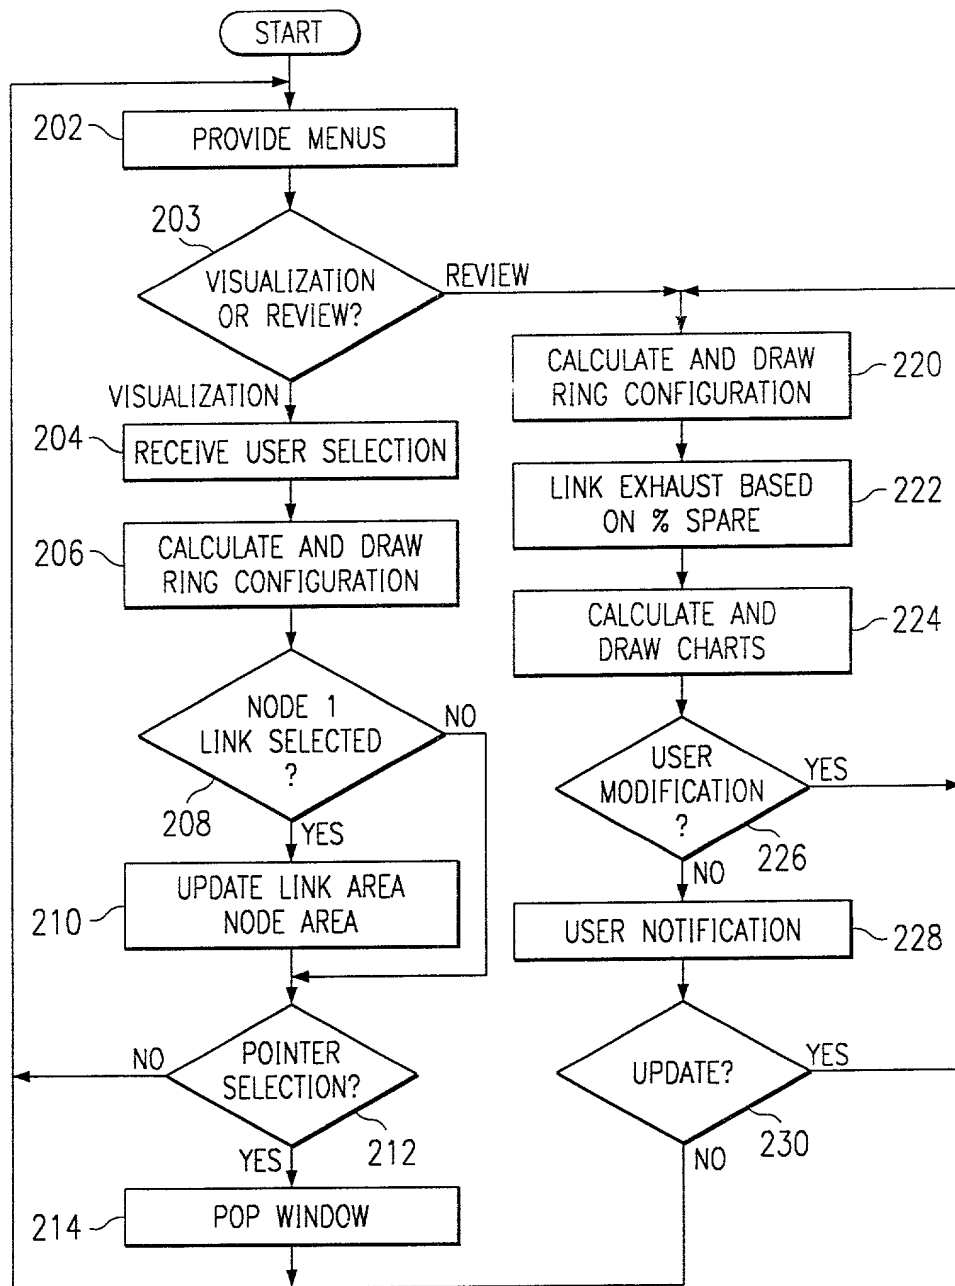 START
202
PROVIDE MENUS
203
VISUALIZATION
OR REVIEW?
REVIEW
VISUALIZATION
204
RECEIVE USER SELECTION
206
CALCULATE AND DRAW
RING CONFIGURATION
NODE 1
LINK SELECTED
?
NO
208
YES
210
UPDATE LINK AREA
NODE AREA
NO
POINTER
SELECTION?
212
YES
214
POP WINDOW
CALCULATE AND DRAW
RING CONFIGURATION
220
LINK EXHAUST BASED
ON % SPARE
222
CALCULATE AND
DRAW CHARTS
224
USER
MODIFICATION
?
YES
226
NO
USER NOTIFICATION
228
UPDATE?
YES
230
NO